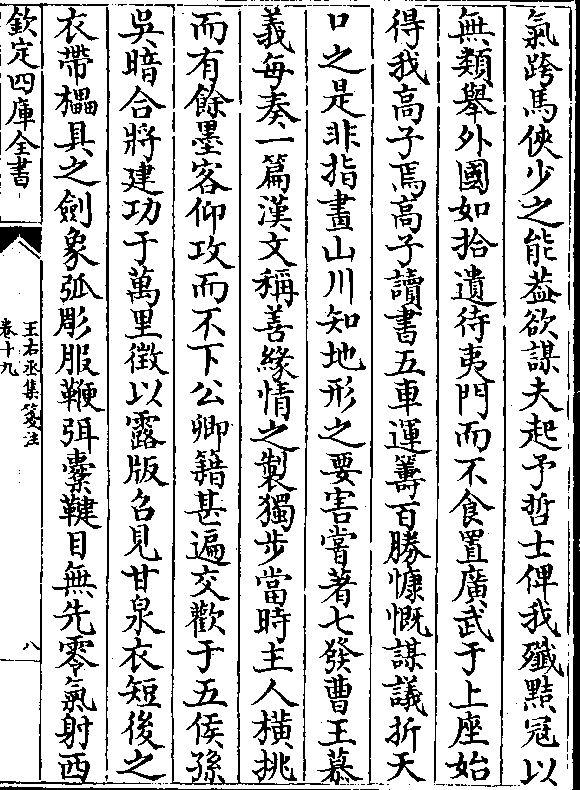 氣跨馬俠少之能葢欲謀夫起予哲士俾我殲黠冦以
無類舉外國如拾遺待夷門而不食置廣武于上座始
得我高子焉高子讀書五車運籌百勝慷慨謀議折天
口之是非指畫山川知地形之要害嘗著七發曹王慕
義每奏一篇漢文稱善緣情之製獨步當時主人橫挑
而有餘墨客仰攻而不下公卿籍甚遍交歡于五侯孫
吳暗合將建功于萬里徵以露版召見甘泉衣短後之
衣帶櫑具之劍象弧彫服鞭弭櫜鞬目無先零氣射西
欽定四庫全書
王右丞集箋注
卷十九
八